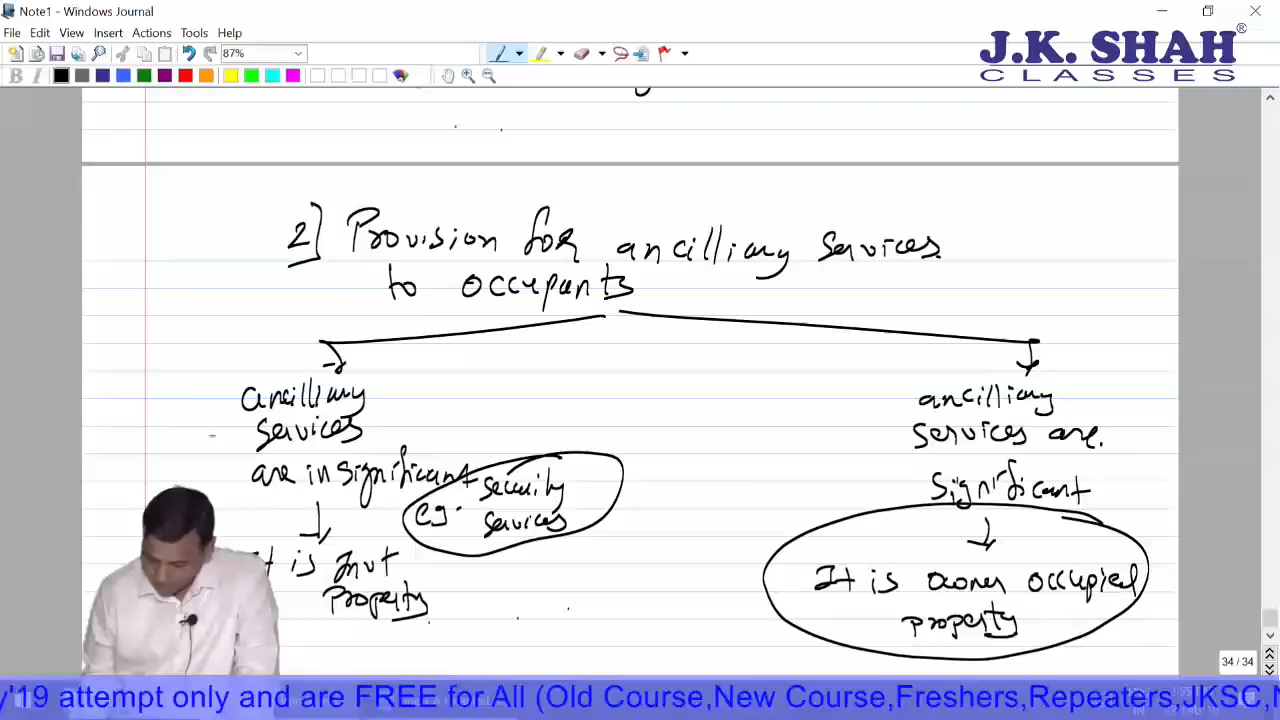 Note1 - Windows Journal
File Edit View Insert Actions Tools Help
87%
J.K. SHAH®
CLASSES
2] Provision for ancilliary services
to occupants
ancilliary
services
are insignificant
e.g. security
services
It is Invt
Property
ancilliary
services are
significant
It is owner occupied
property
34 / 34
y'19 attempt only and are FREE for All (Old Course,New Course,Freshers,Repeaters,JKSC,N